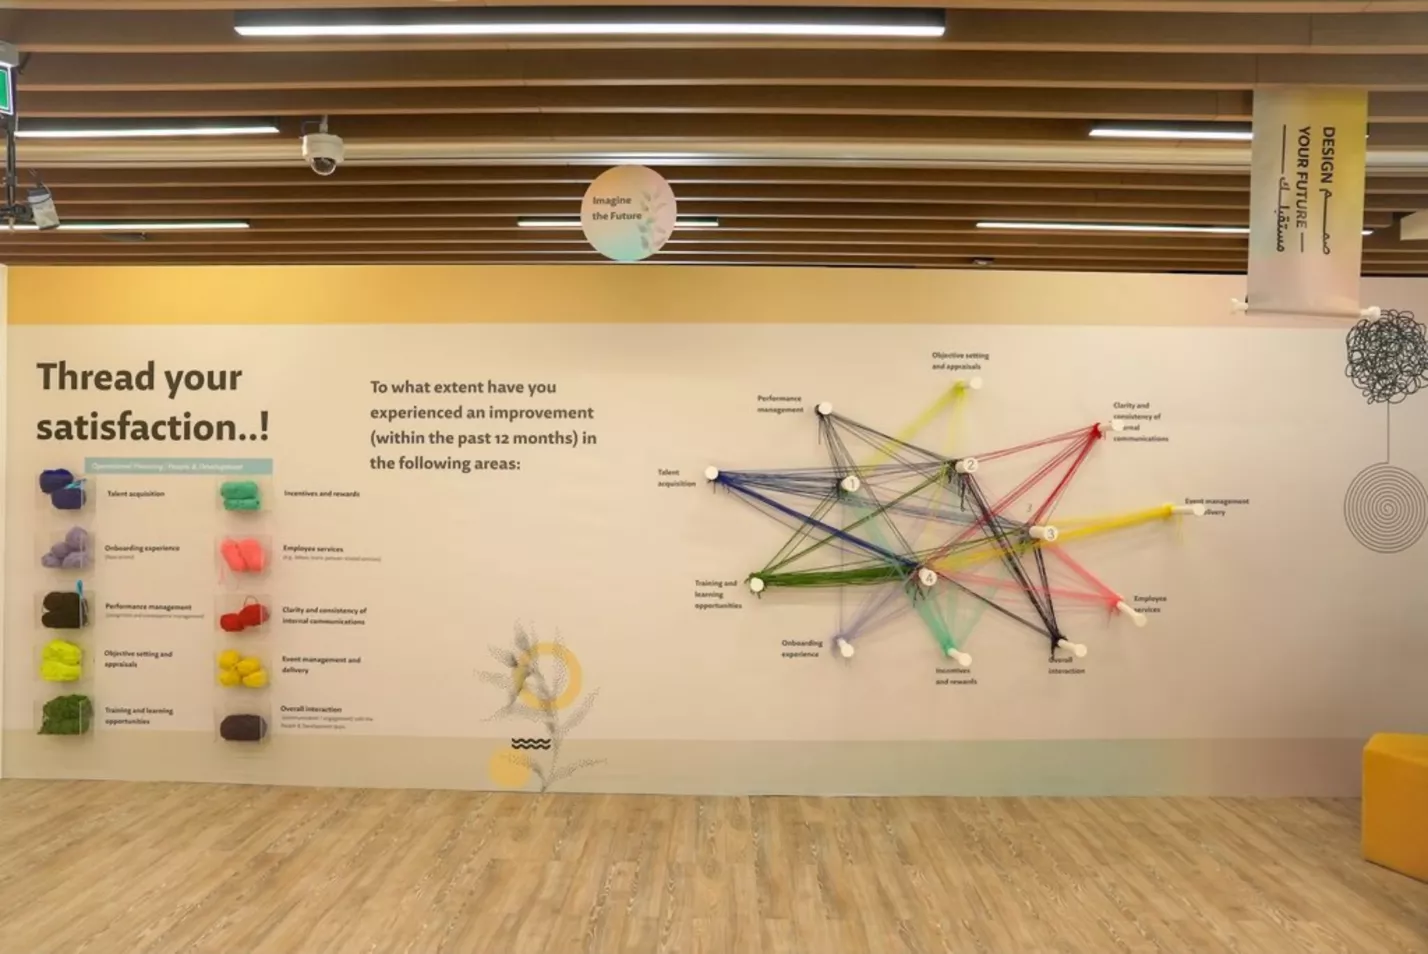 Imagine
the Future
DESIGN
YOUR FUTURE
صمم
مستقبلك
Thread your
satisfaction..!
To what extent have you
experienced an improvement
(within the past 12 months) in
the following areas:
Talent acquisition
Onboarding experience
Performance management
Objective setting and
appraisals
Training and learning
opportunities
Incentives and rewards
Employee services
Clarity and consistency of
internal communications
Event management and
delivery
Overall interaction
Objective setting
and appraisals
Performance
management
Clarity and
consistency of
communications
Talent
acquisition
Event management
1
2
3
3
4
Training and
learning
opportunities
Employee
services
Onboarding
experience
Incentives
and rewards
Overall
interaction